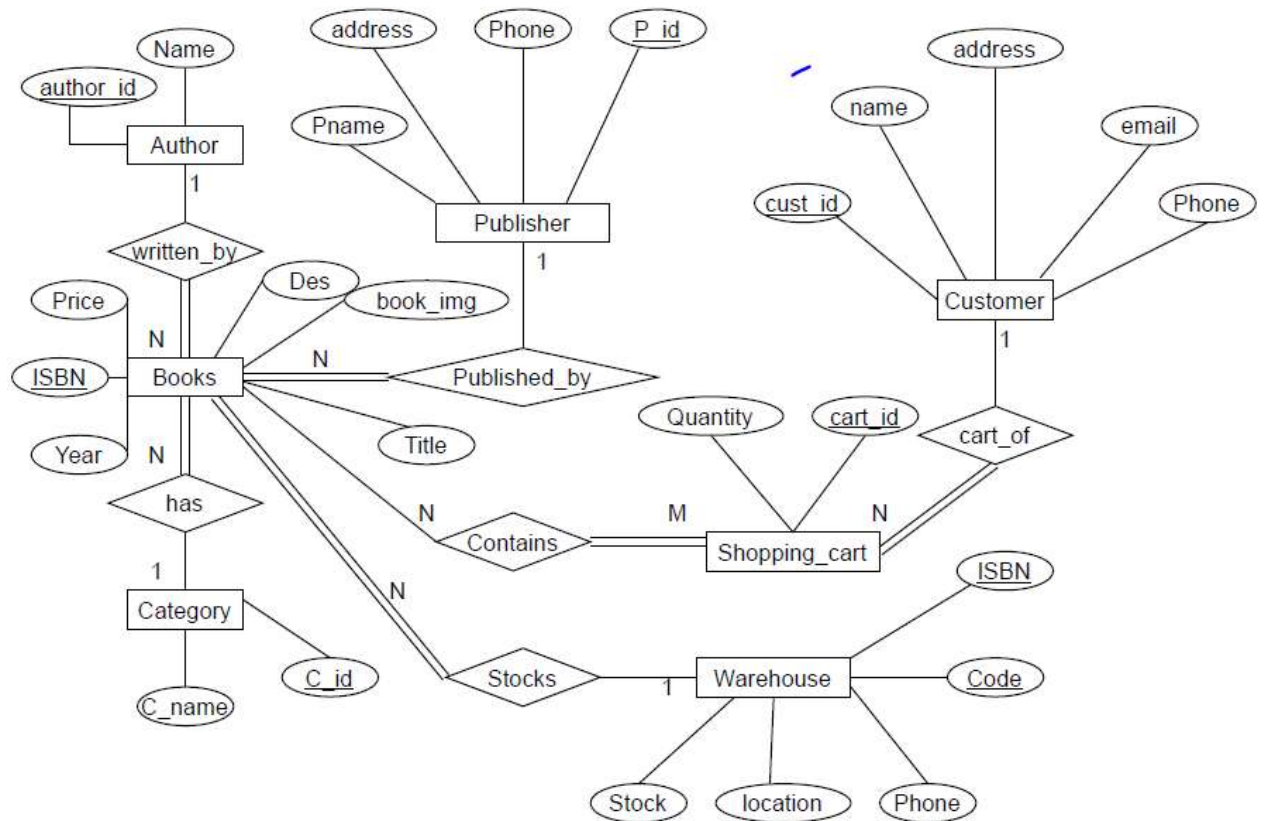 Name
author_id
Author
1
written_by
N
address
Phone
P_id
Pname
Publisher
1
address
name
email
cust_id
Phone
Customer
1
Price
Des
book_img
ISBN
Books
N
Published_by
Year
Title
N
has
1
Category
C_id
C_name
Quantity
cart_id
cart_of
N
Contains
M
Shopping_cart
N
N
Stocks
1
Warehouse
ISBN
Code
Stock
location
Phone